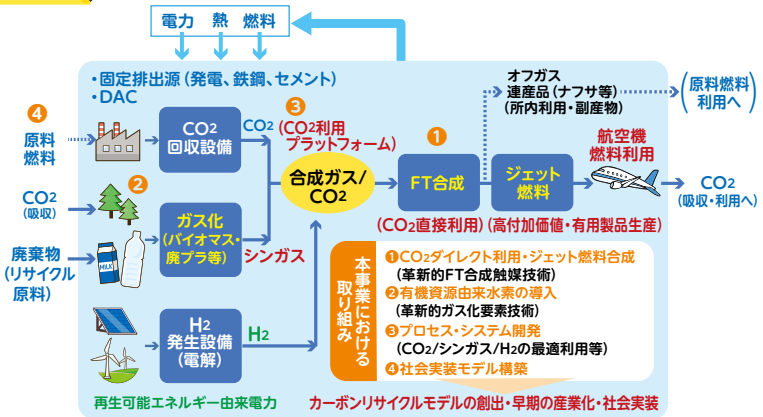 電力 熱 燃料
・固定排出源(発電、鉄鋼、セメント)
・DAC
❹
原料
燃料
CO2
回収設備
CO2
❸
(CO2利用
プラットフォーム)
❶
オフガス
連産品(ナフサ等)
(所内利用・副産物)
(原料燃料
利用へ)
CO2
(吸収)
❷
ガス化
(バイオマス・
廃プラ等)
シンガス
合成ガス/
CO2
FT合成
ジェット
燃料
航空機
燃料利用
CO2
(吸収・利用へ)
(CO2直接利用)
(高付加価値・有用製品生産)
廃棄物
(リサイクル
原料)
MILK
H2
発生設備
(電解)
H2
再生可能エネルギー由来電力
本事業における
取り組み
❶CO2ダイレクト利用・ジェット燃料合成
(革新的FT合成触媒技術)
❷有機資源由来水素の導入
(革新的ガス化要素技術)
❸プロセス・システム開発
(CO2/シンガス/H2の最適利用等)
❹社会実装モデル構築
カーボンリサイクルモデルの創出・早期の産業化・社会実装